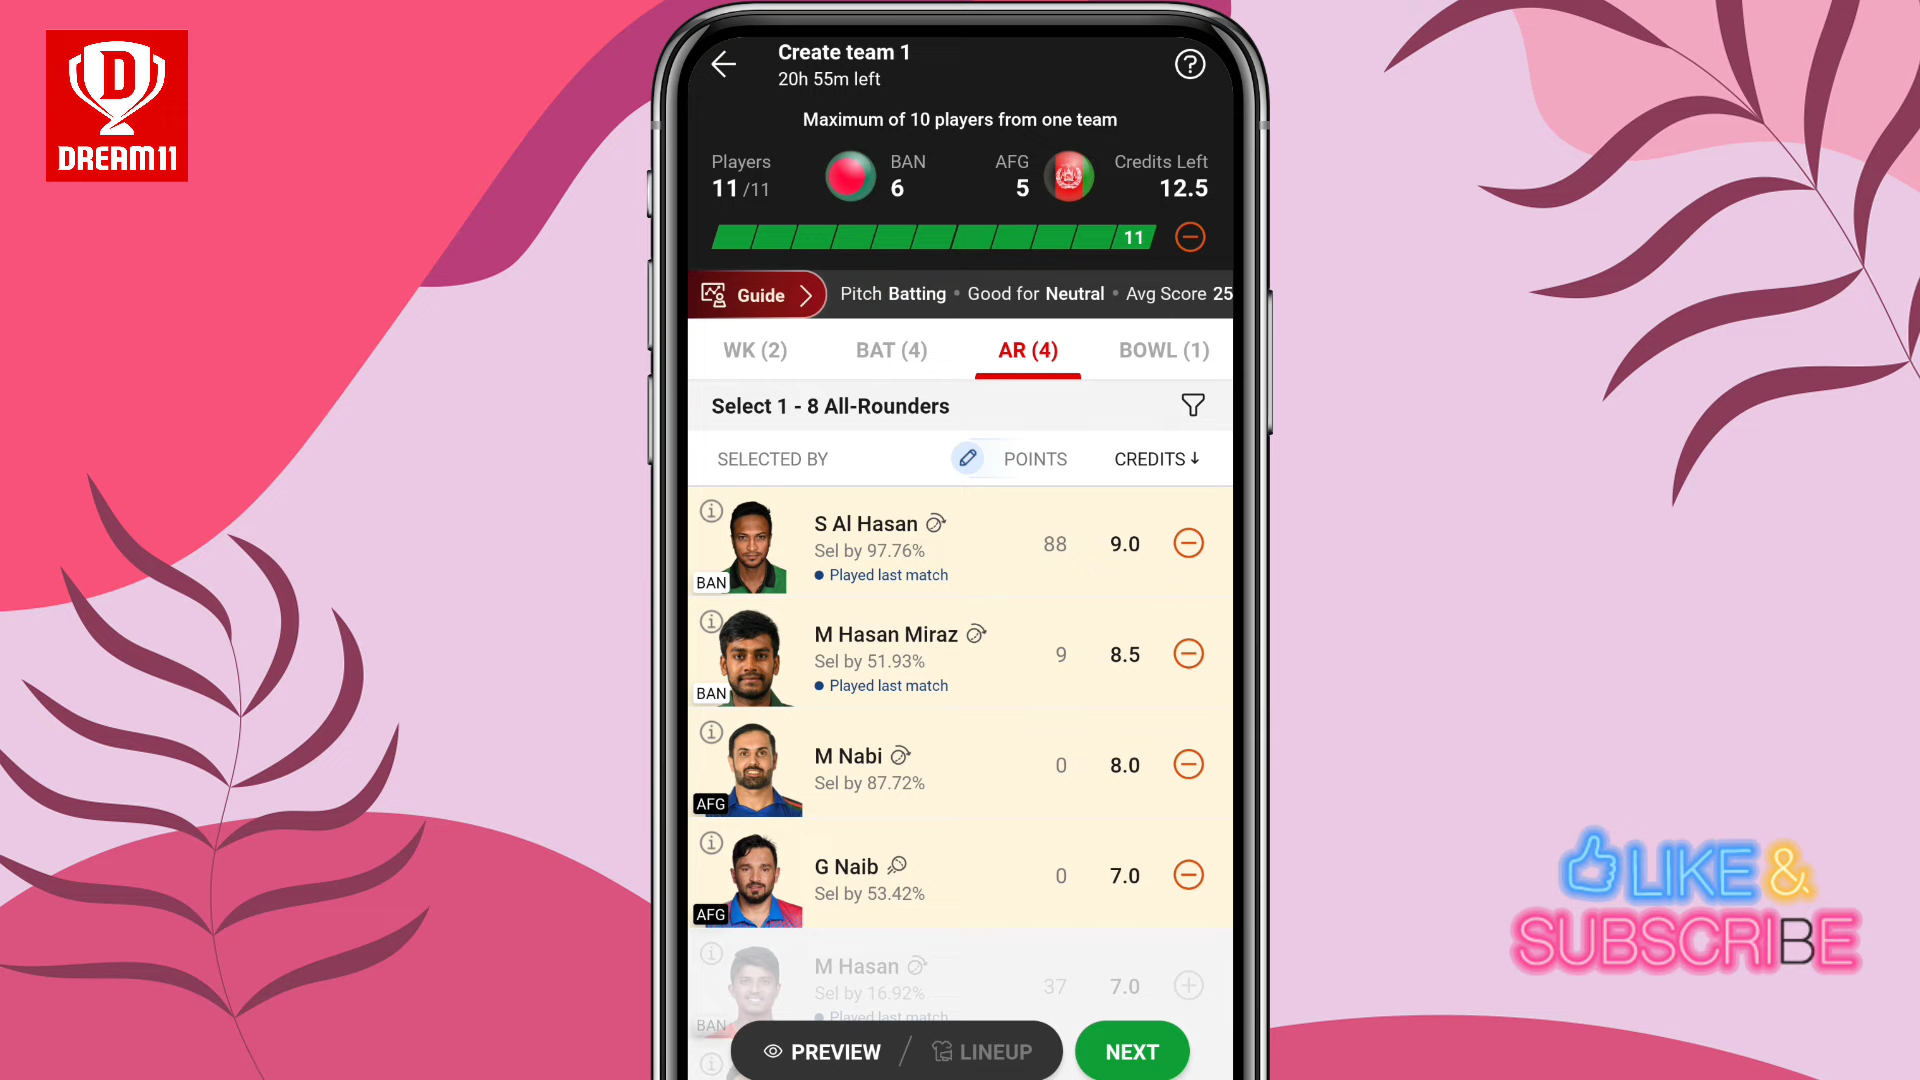 D
DREAM11
Create team 1
20h 55m left
?
Maximum of 10 players from one team
Players
11 /11
BAN
6
AFG
5
Credits Left
12.5
11
Guide
Pitch Batting • Good for Neutral • Avg Score 25
WK (2)
BAT (4)
AR (4)
BOWL (1)
Select 1 - 8 All-Rounders
SELECTED BY
POINTS
CREDITS ↓
S Al Hasan
Sel by 97.76%
• Played last match
BAN
88
9.0
M Hasan Miraz
Sel by 51.93%
• Played last match
BAN
9
8.5
M Nabi
Sel by 87.72%
AFG
0
8.0
G Naib
Sel by 53.42%
AFG
0
7.0
M Hasan
Sel by 16.92%
• Played last match
BAN
37
7.0
PREVIEW / LINEUP
NEXT
LIKE &
SUBSCRIBE